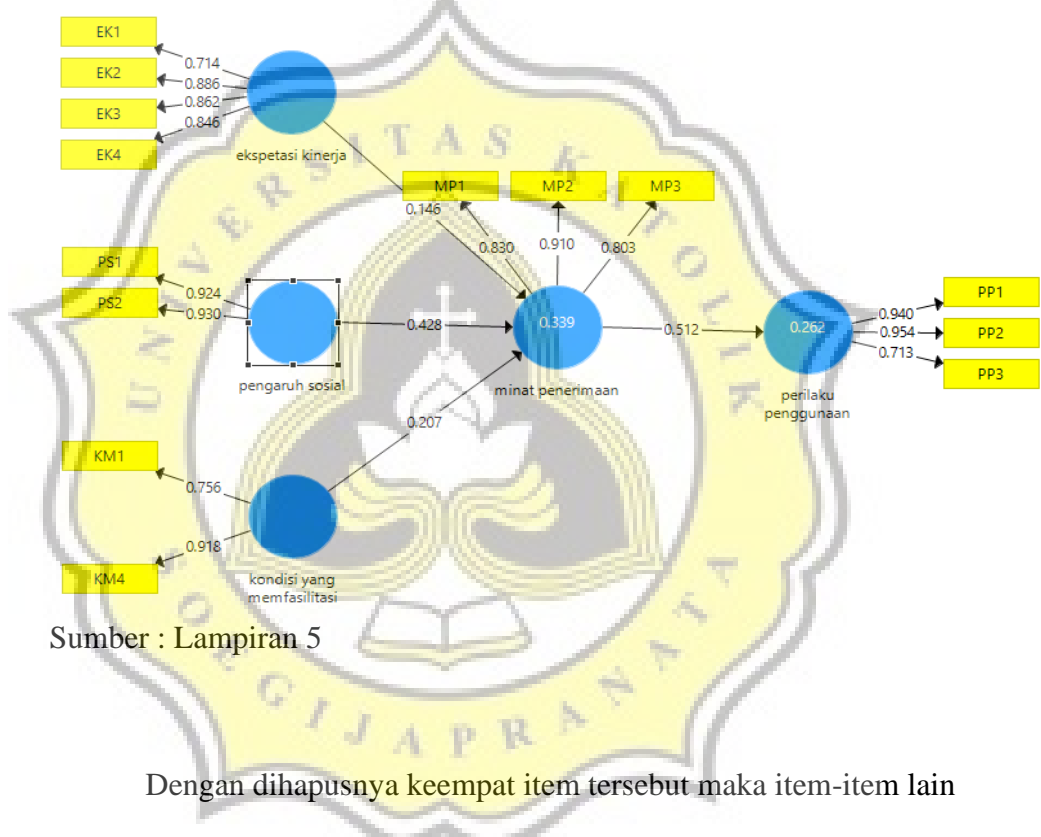 EK1
EK2
EK3
EK4
0.714
0.886
0.862
0.846
ekspetasi kinerja
UNIVERSITAS KATOLIK
MP1
MP2
MP3
0.146
0.830
0.910
0.803
PS1
PS2
0.924
0.930
pengaruh sosial
0.428
0.339
minat penerimaan
0.512
0.262
perilaku
penggunaan
0.940
0.954
0.713
PP1
PP2
PP3
0.207
KM1
KM4
0.756
0.918
kondisi yang
memfasilitasi
Sumber : Lampiran 5
SOEGIJAPRANATA
Dengan dihapusnya keempat item tersebut maka item-item lain